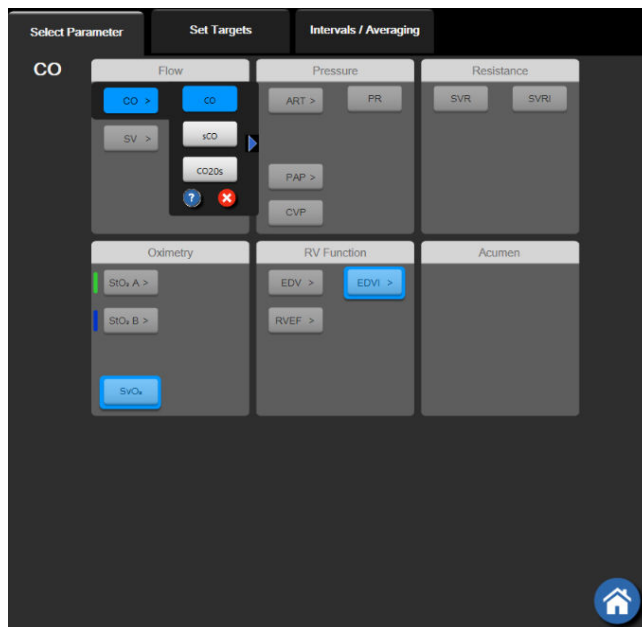 Select Parameter
Set Targets
Intervals / Averaging
CO
Flow
CO >
SV >
CO
sCO
CO20s
?
Pressure
ART >
PR
PAP >
CVP
Resistance
SVR
SVRI
Oximetry
StO₂ A >
StO₂ B >
SvO₂
RV Function
EDV >
EDVI >
RVEF >
Acumen